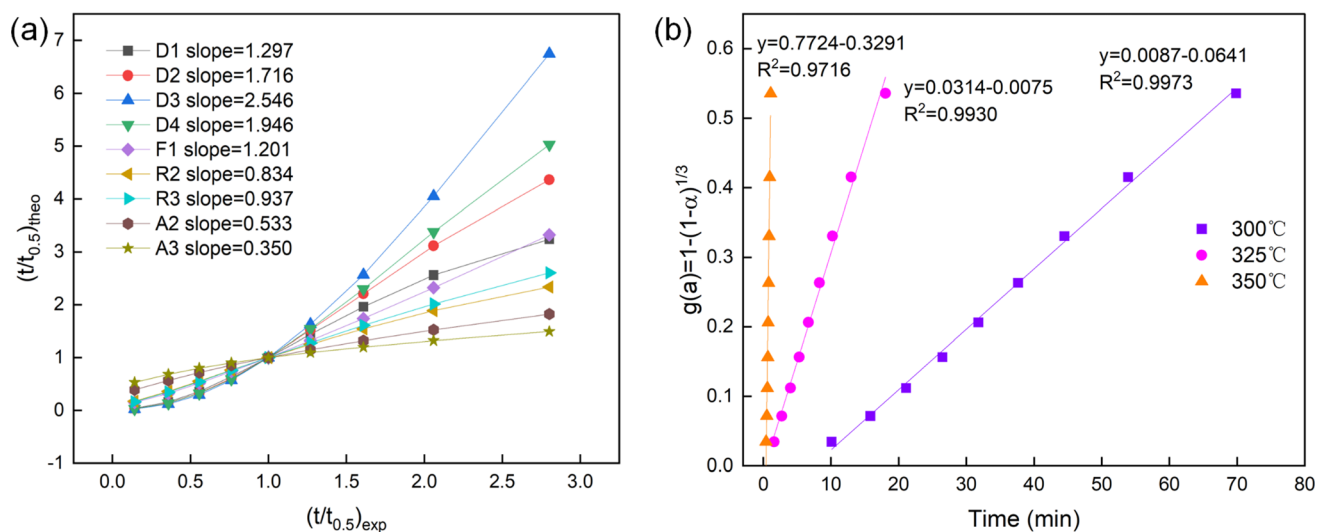 (a)
7
6
5
4
3
2
1
0
-1
(t/t0.5)theo
D1 slope=1.297
D2 slope=1.716
D3 slope=2.546
D4 slope=1.946
F1 slope=1.201
R2 slope=0.834
R3 slope=0.937
A2 slope=0.533
A3 slope=0.350
0.0 0.5 1.0 1.5 2.0 2.5 3.0
(t/t0.5)exp
(b)
0.6
0.5
0.4
0.3
0.2
0.1
0.0
g(a)=1-(1-α)^1/3
y=0.7724-0.3291
R²=0.9716
y=0.0314-0.0075
R²=0.9930
y=0.0087-0.0641
R²=0.9973
300℃
325℃
350℃
0 10 20 30 40 50 60 70 80
Time (min)